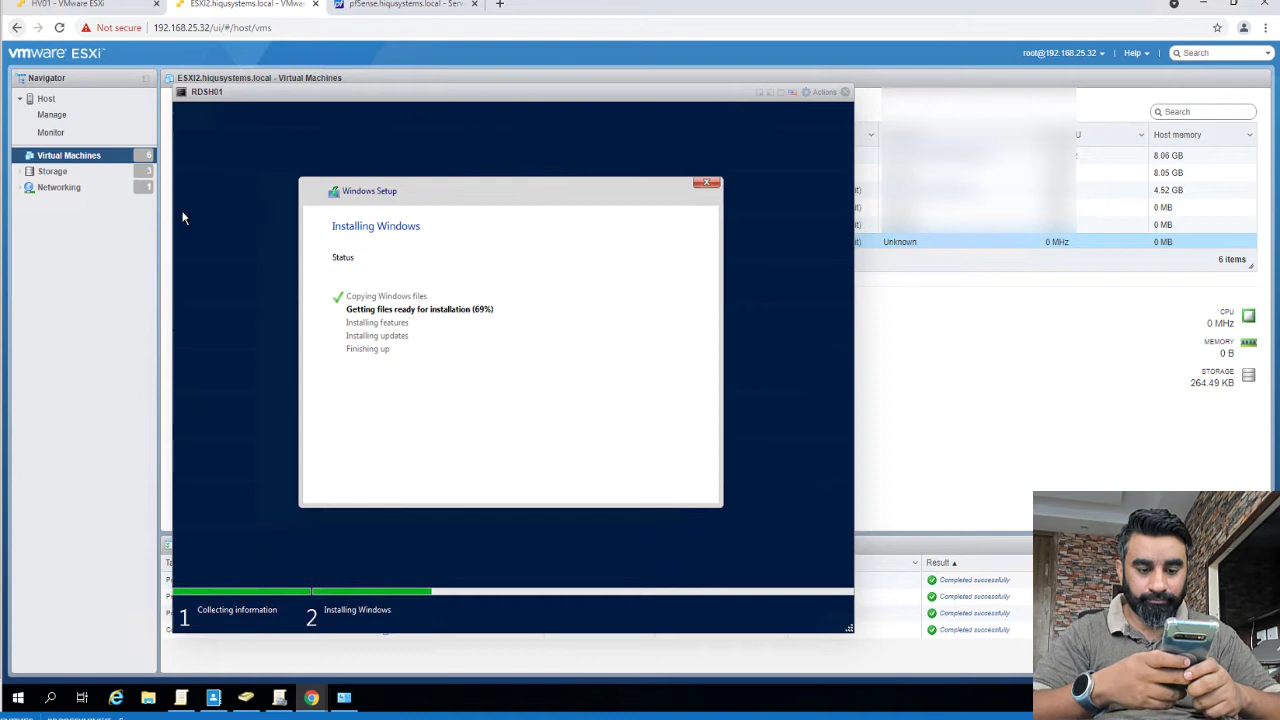 HV01 - VMware ESXi
ESXi2.hiqusystems.local - VMware
pfSense.hiqusystems.local - Serv
Not secure
192.168.25.32/ui/#/host/vms
vmware ESXi
root@192.168.25.32
Help
Search
Navigator
ESXI2.hiqusystems.local - Virtual Machines
RDSH01
Actions
Host
Manage
Monitor
Virtual Machines 6
Storage 3
Networking 1
Search
Host memory
8.06 GB
8.05 GB
4.52 GB
0 MB
0 MB
Unknown 0 MHz 0 MB
6 items
Windows Setup
Installing Windows
Status
Copying Windows files
Getting files ready for installation (69%)
Installing features
Installing updates
Finishing up
CPU
0 MHz
MEMORY
0 B
STORAGE
264.49 KB
Result
Completed successfully
Completed successfully
Completed successfully
Completed successfully
1 Collecting information
2 Installing Windows